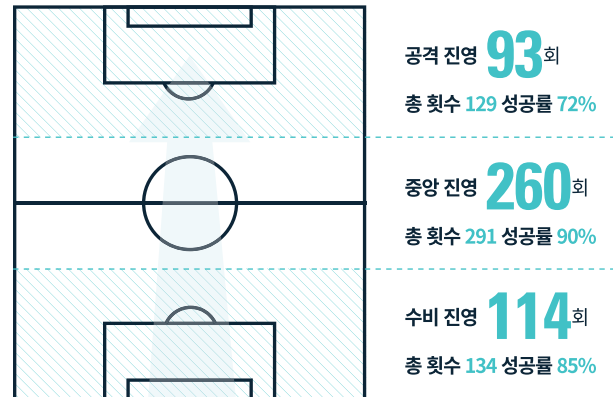 공격 진영 93회
총 횟수 129 성공률 72%
중앙 진영 260회
총 횟수 291 성공률 90%
수비 진영 114회
총 횟수 134 성공률 85%